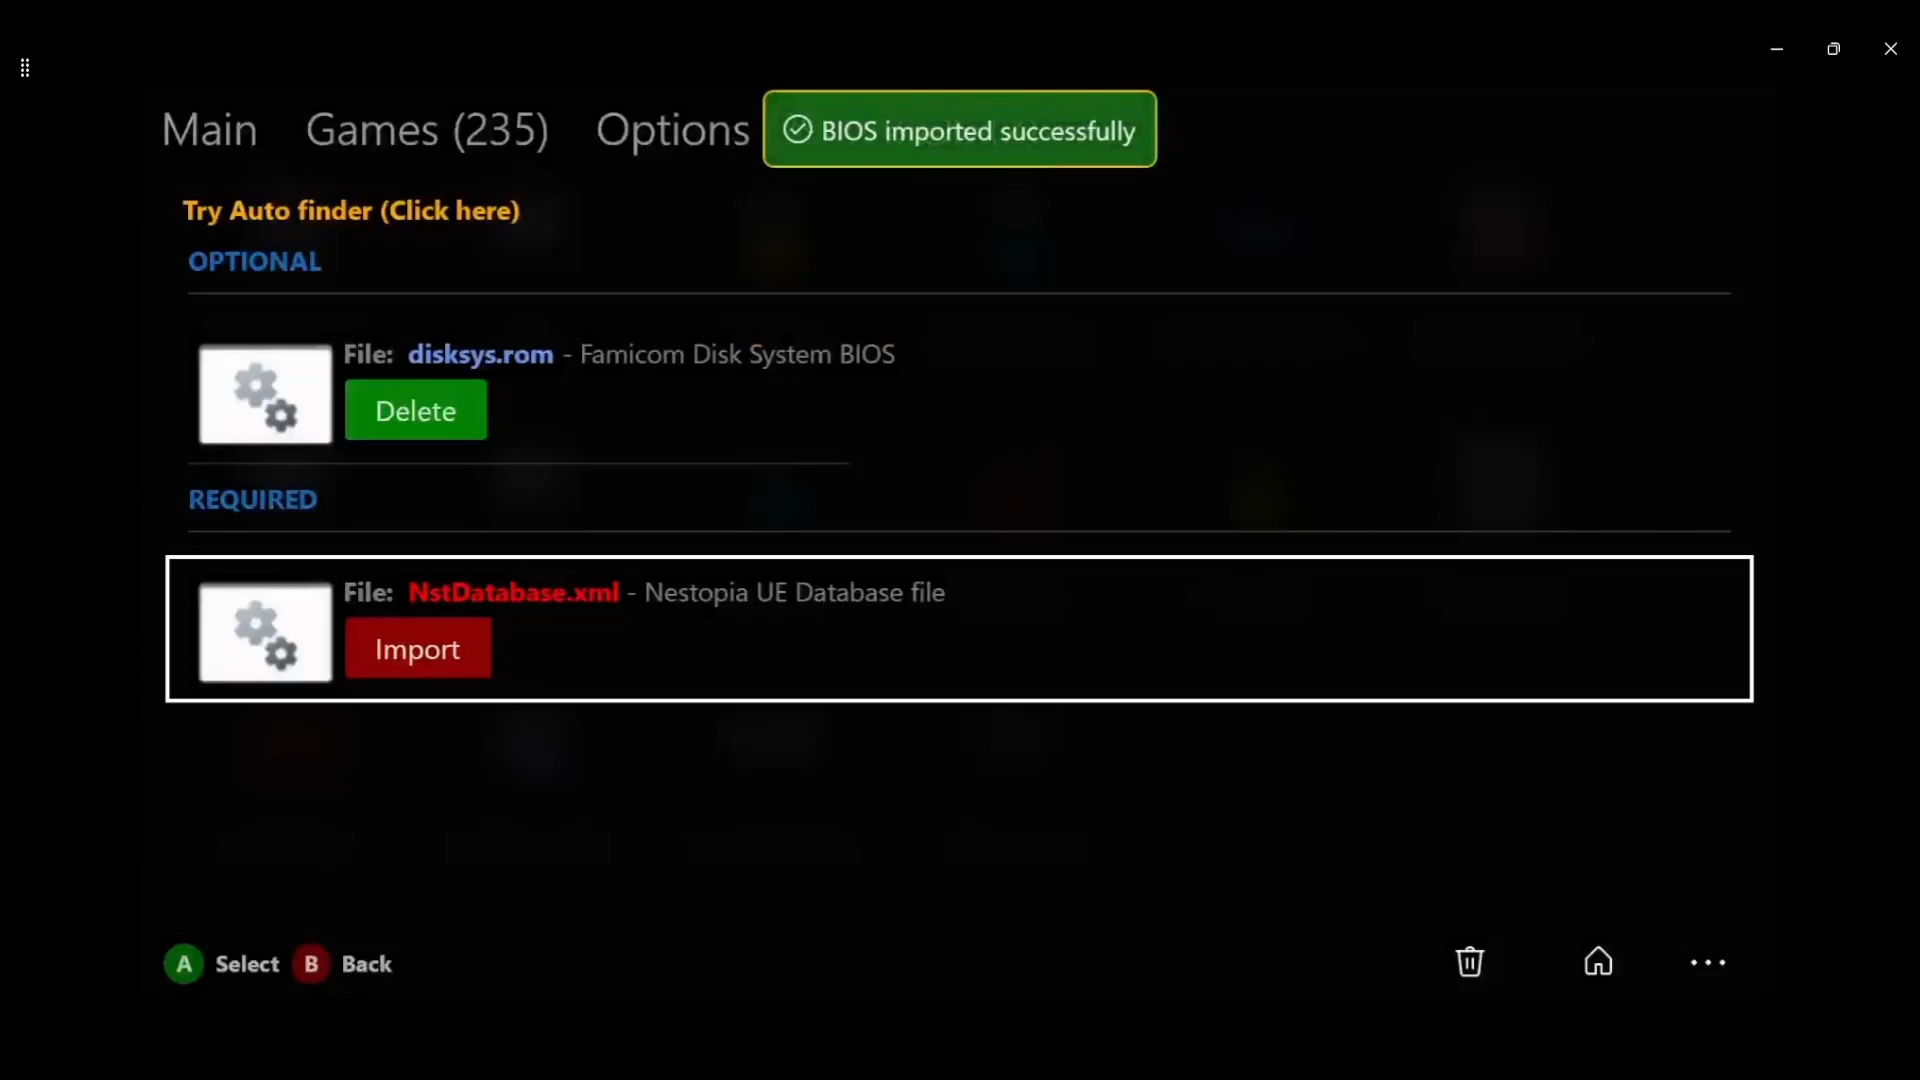 Main Games (235) Options BIOS imported successfully
Try Auto finder (Click here)
OPTIONAL
File: disksys.rom - Famicom Disk System BIOS
Delete
REQUIRED
File: NstDatabase.xml - Nestopia UE Database file
Import
A Select B Back